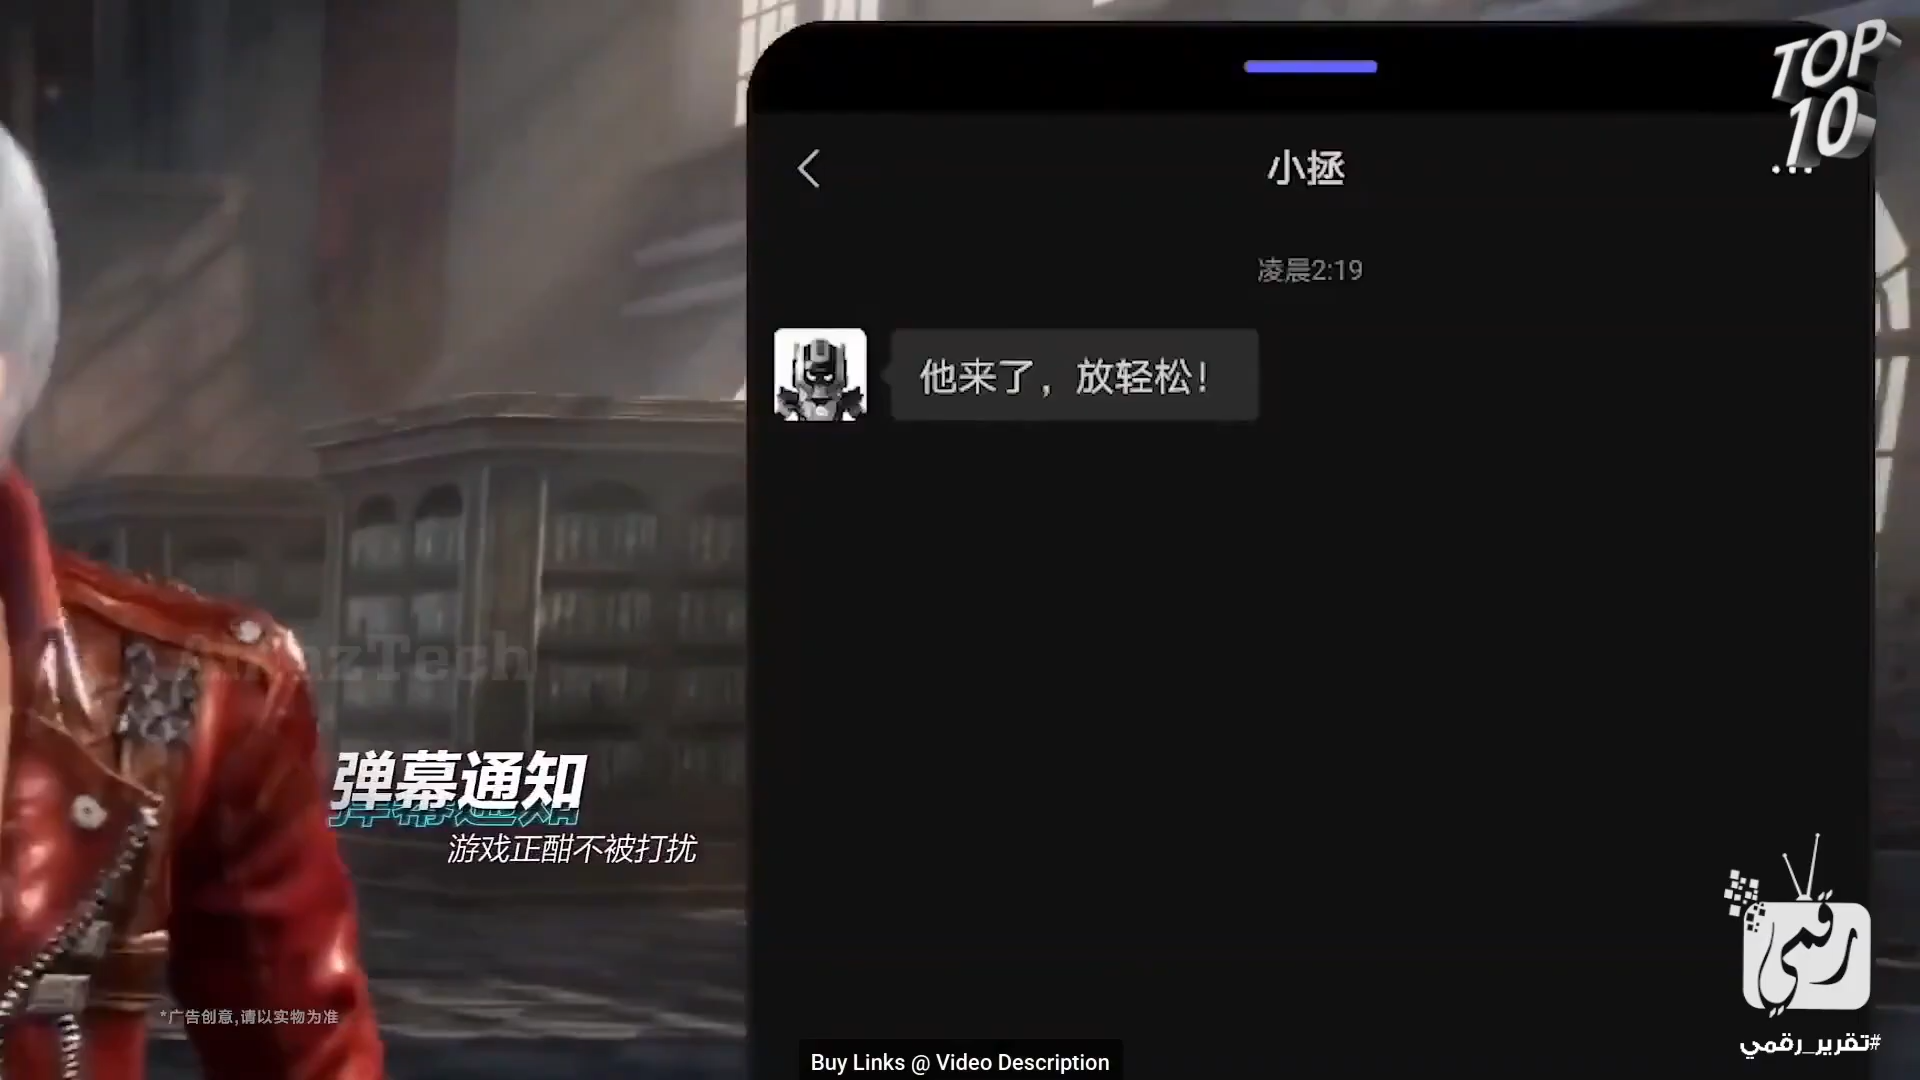 TOP
10
小拯
凌晨2:19
他来了，放轻松！
AmazTech
弹幕通知
游戏正酣不被打扰
*广告创意,请以实物为准
رقمي
#تقرير_رقمي
Buy Links @ Video Description